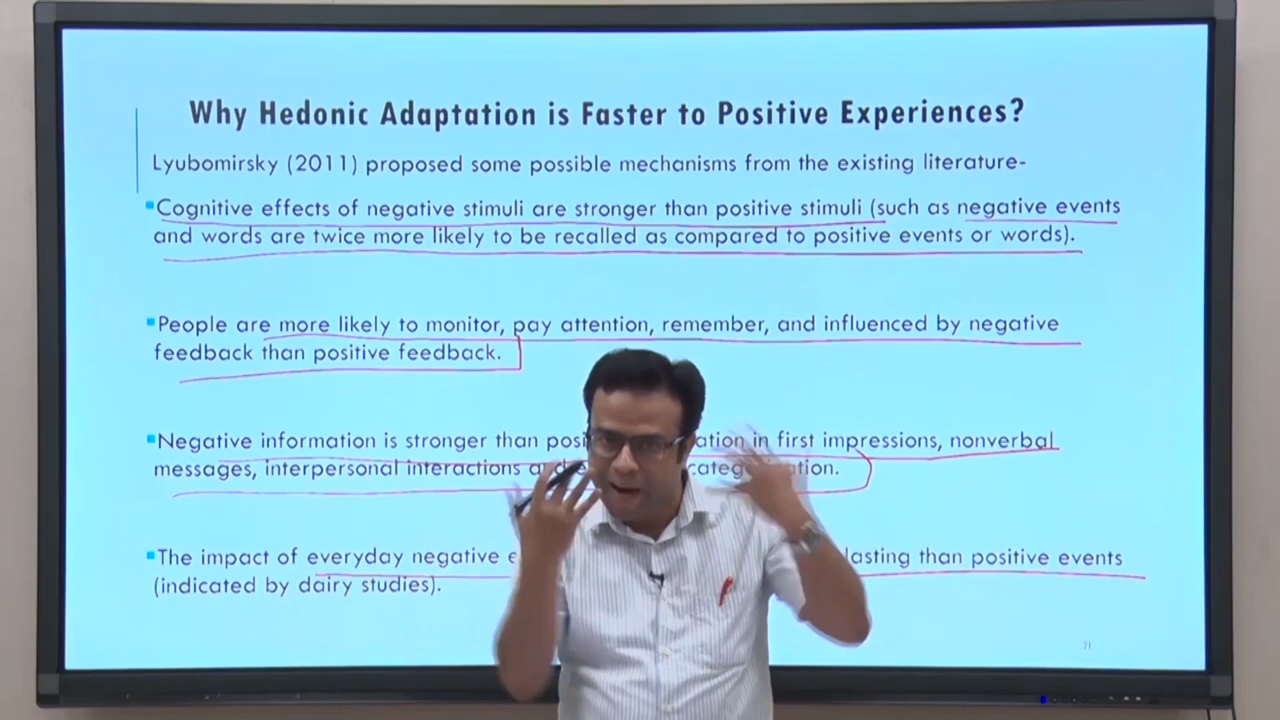 Why Hedonic Adaptation is Faster to Positive Experiences?
Lyubomirsky (2011) proposed some possible mechanisms from the existing literature-
Cognitive effects of negative stimuli are stronger than positive stimuli (such as negative events
and words are twice more likely to be recalled as compared to positive events or words).
People are more likely to monitor, pay attention, remember, and influenced by negative
feedback than positive feedback.
Negative information is stronger than in first impressions, nonverbal
messages, interpersonal interactions
The impact of everyday negative lasting than positive events
(indicated by dairy studies).
21